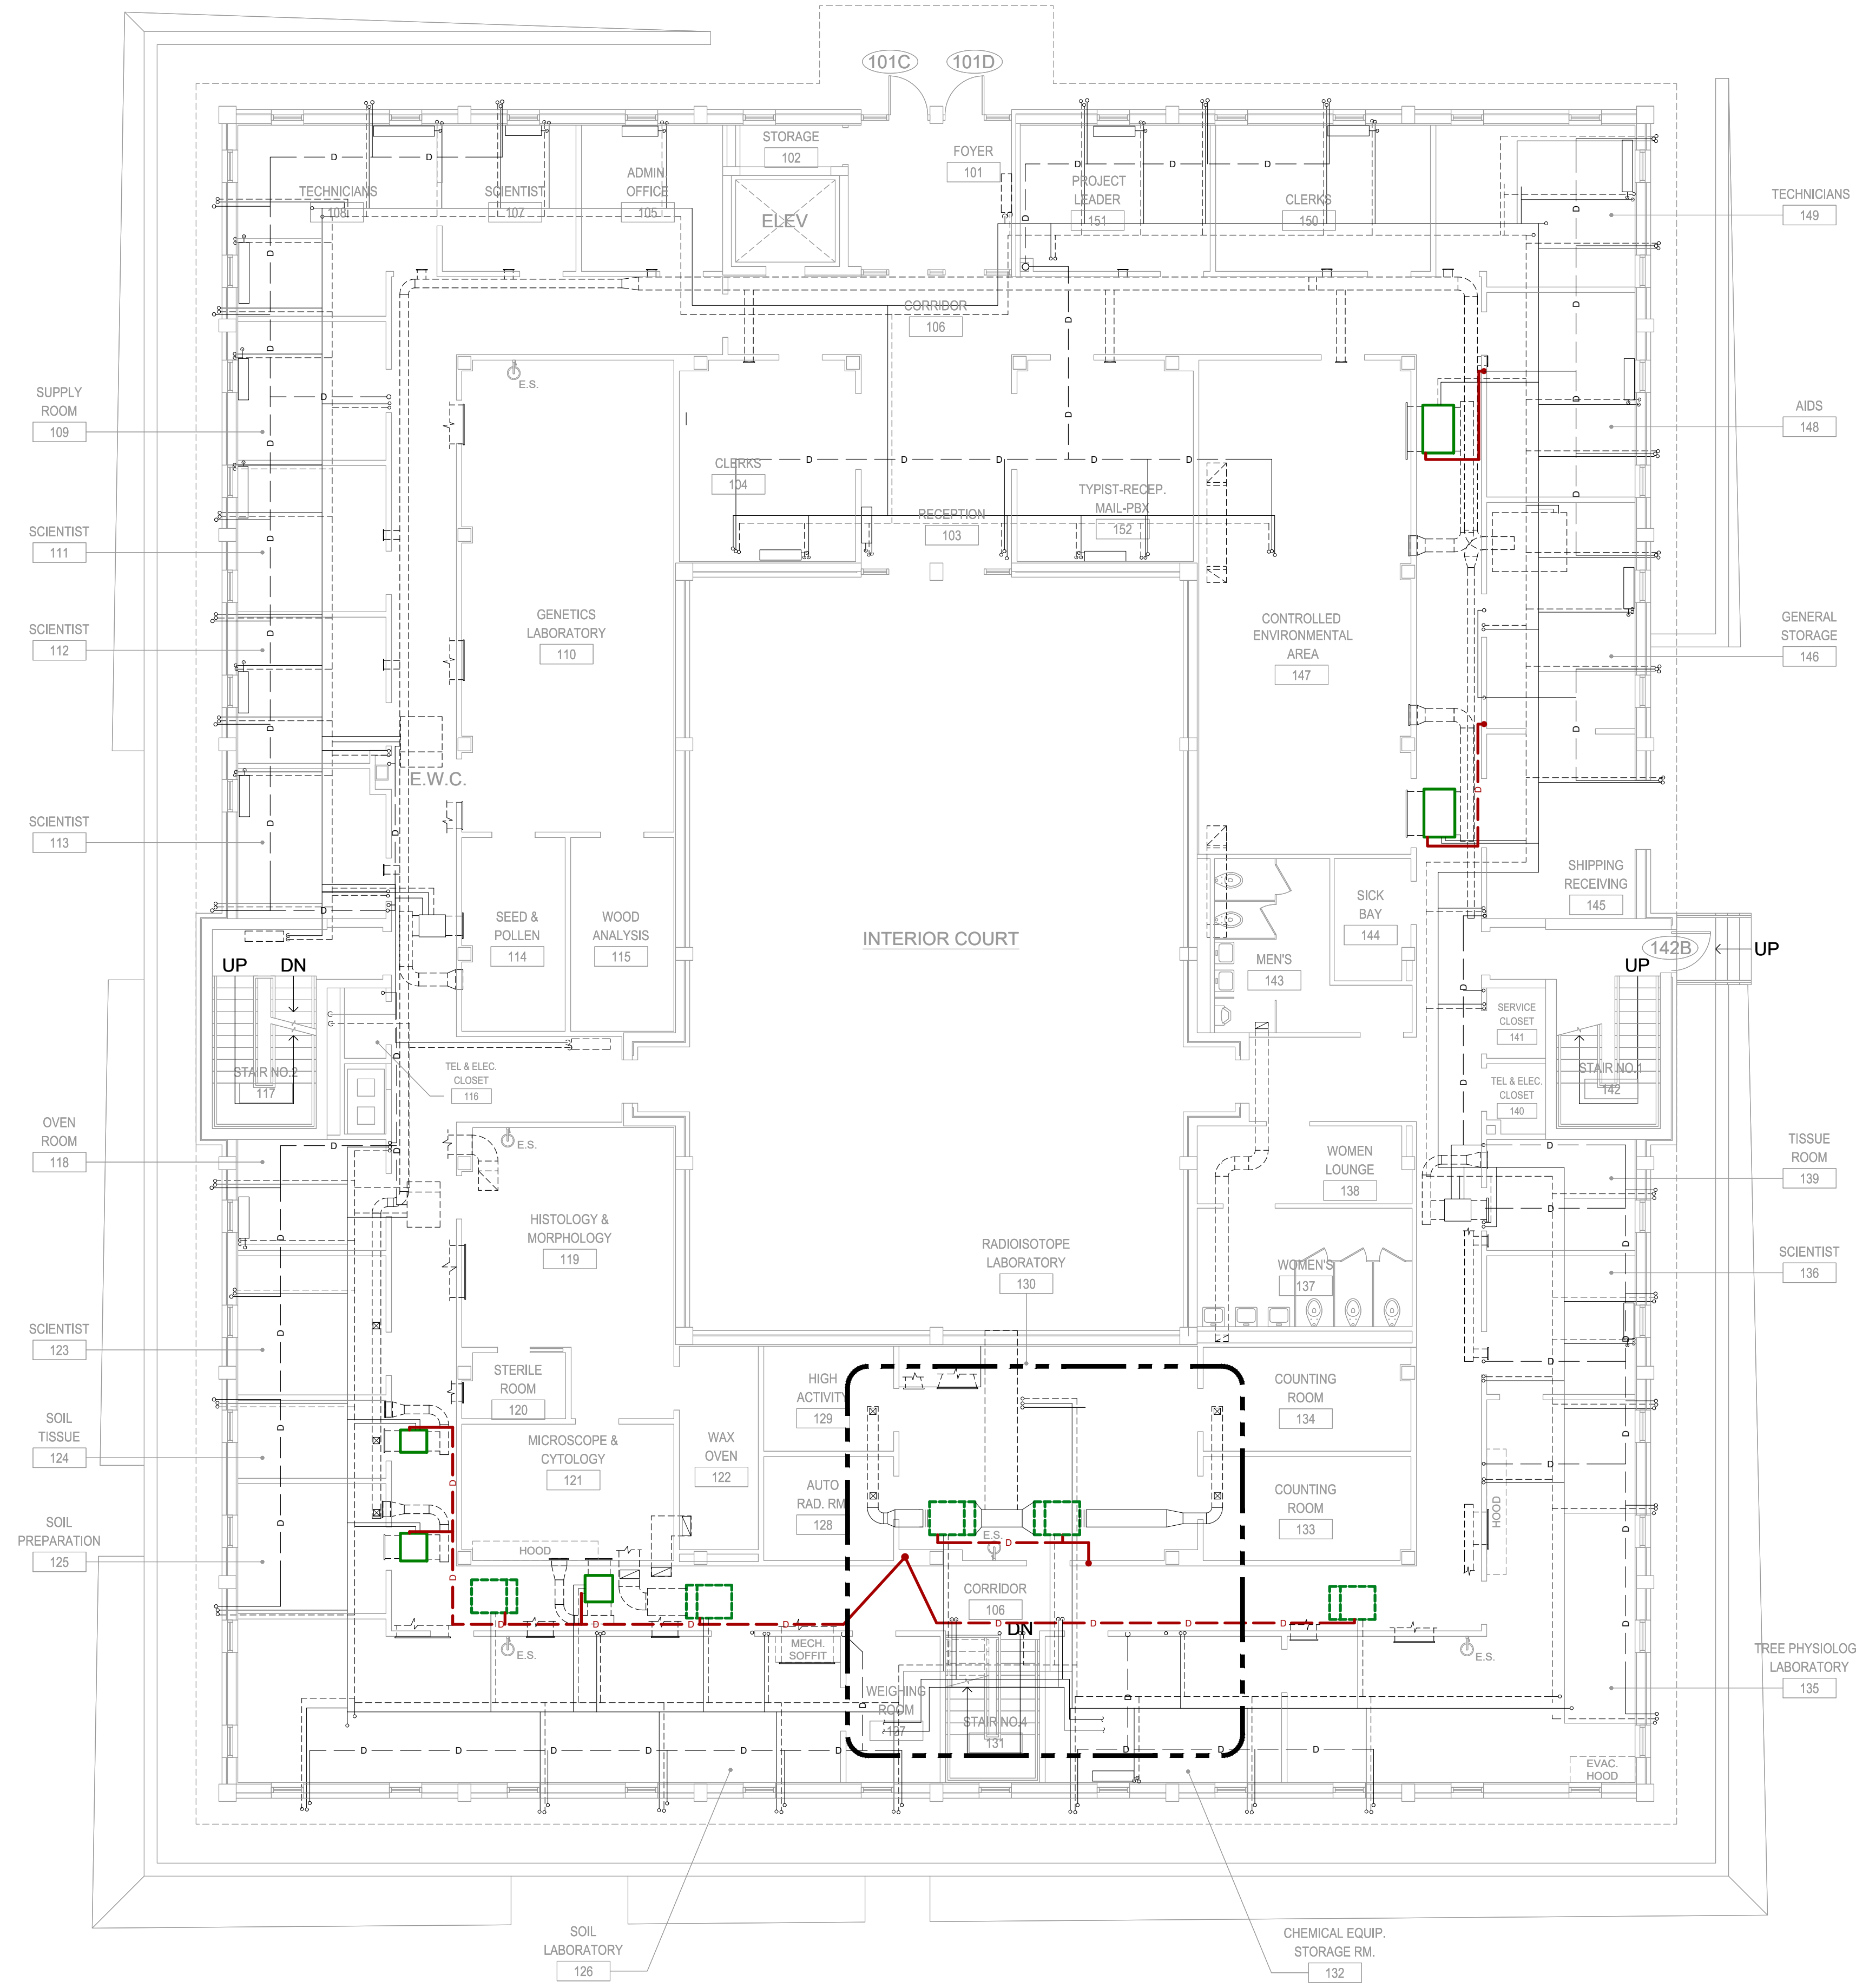 101C
101D
STORAGE
102
FOYER
101
ADMIN
OFFICE
105
TECHNICIANS
108
SCIENTIST
107
ELEV
PROJECT
LEADER
151
CLERKS
150
TECHNICIANS
149
CORRIDOR
106
E.S.
SUPPLY
ROOM
109
AIDS
148
CLERKS
104
RECEPTION
103
TYPIST-RECEP.
MAIL-PBX
152
SCIENTIST
111
SCIENTIST
112
GENETICS
LABORATORY
110
CONTROLLED
ENVIRONMENTAL
AREA
147
GENERAL
STORAGE
146
E.W.C.
SCIENTIST
113
SEED &
POLLEN
114
WOOD
ANALYSIS
115
INTERIOR COURT
MEN'S
143
SICK
BAY
144
SHIPPING
RECEIVING
145
142B
UP
UP
UP
DN
SERVICE
CLOSET
141
STAIR NO.2
117
TEL & ELEC.
CLOSET
116
TEL & ELEC.
CLOSET
140
STAIR NO.1
142
OVEN
ROOM
118
E.S.
WOMEN
LOUNGE
138
TISSUE
ROOM
139
HISTOLOGY &
MORPHOLOGY
119
RADIOISOTOPE
LABORATORY
130
WOMEN'S
137
SCIENTIST
136
SCIENTIST
123
STERILE
ROOM
120
HIGH
ACTIVITY
129
COUNTING
ROOM
134
SOIL
TISSUE
124
MICROSCOPE &
CYTOLOGY
121
WAX
OVEN
122
AUTO
RAD. RM
128
COUNTING
ROOM
133
HOOD
SOIL
PREPARATION
125
HOOD
E.S.
CORRIDOR
106
DN
E.S.
MECH.
SOFFIT
E.S.
WEIGHING
ROOM
STAIR NO.4
131
TREE PHYSIOLOG
LABORATORY
135
EVAC.
HOOD
SOIL
LABORATORY
126
CHEMICAL EQUIP.
STORAGE RM.
132